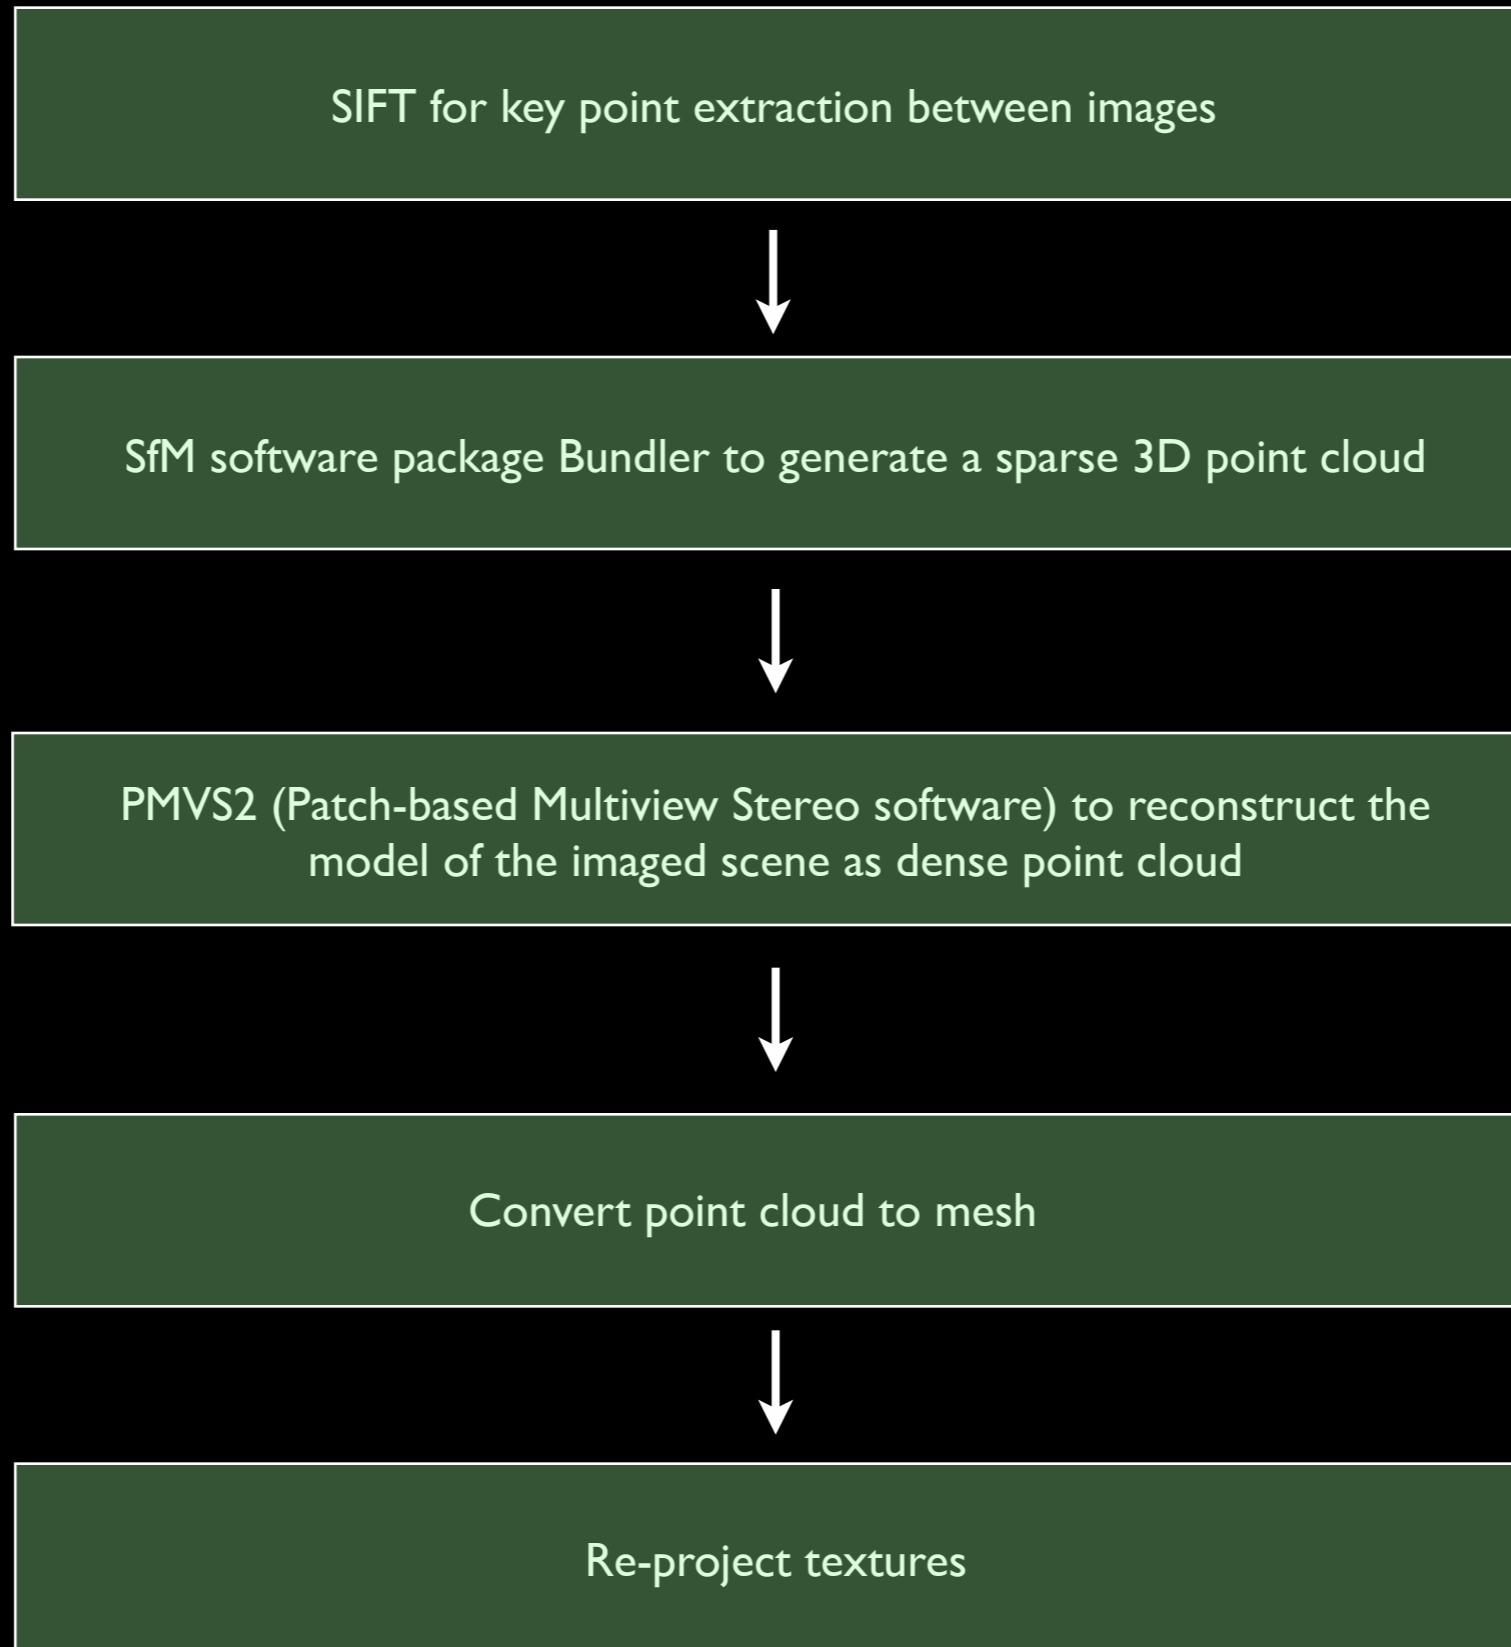 SIFT for key point extraction between images
SfM software package Bundler to generate a sparse 3D point cloud
PMVS2 (Patch-based Multiview Stereo software) to reconstruct the
model of the imaged scene as dense point cloud
Convert point cloud to mesh
Re-project textures